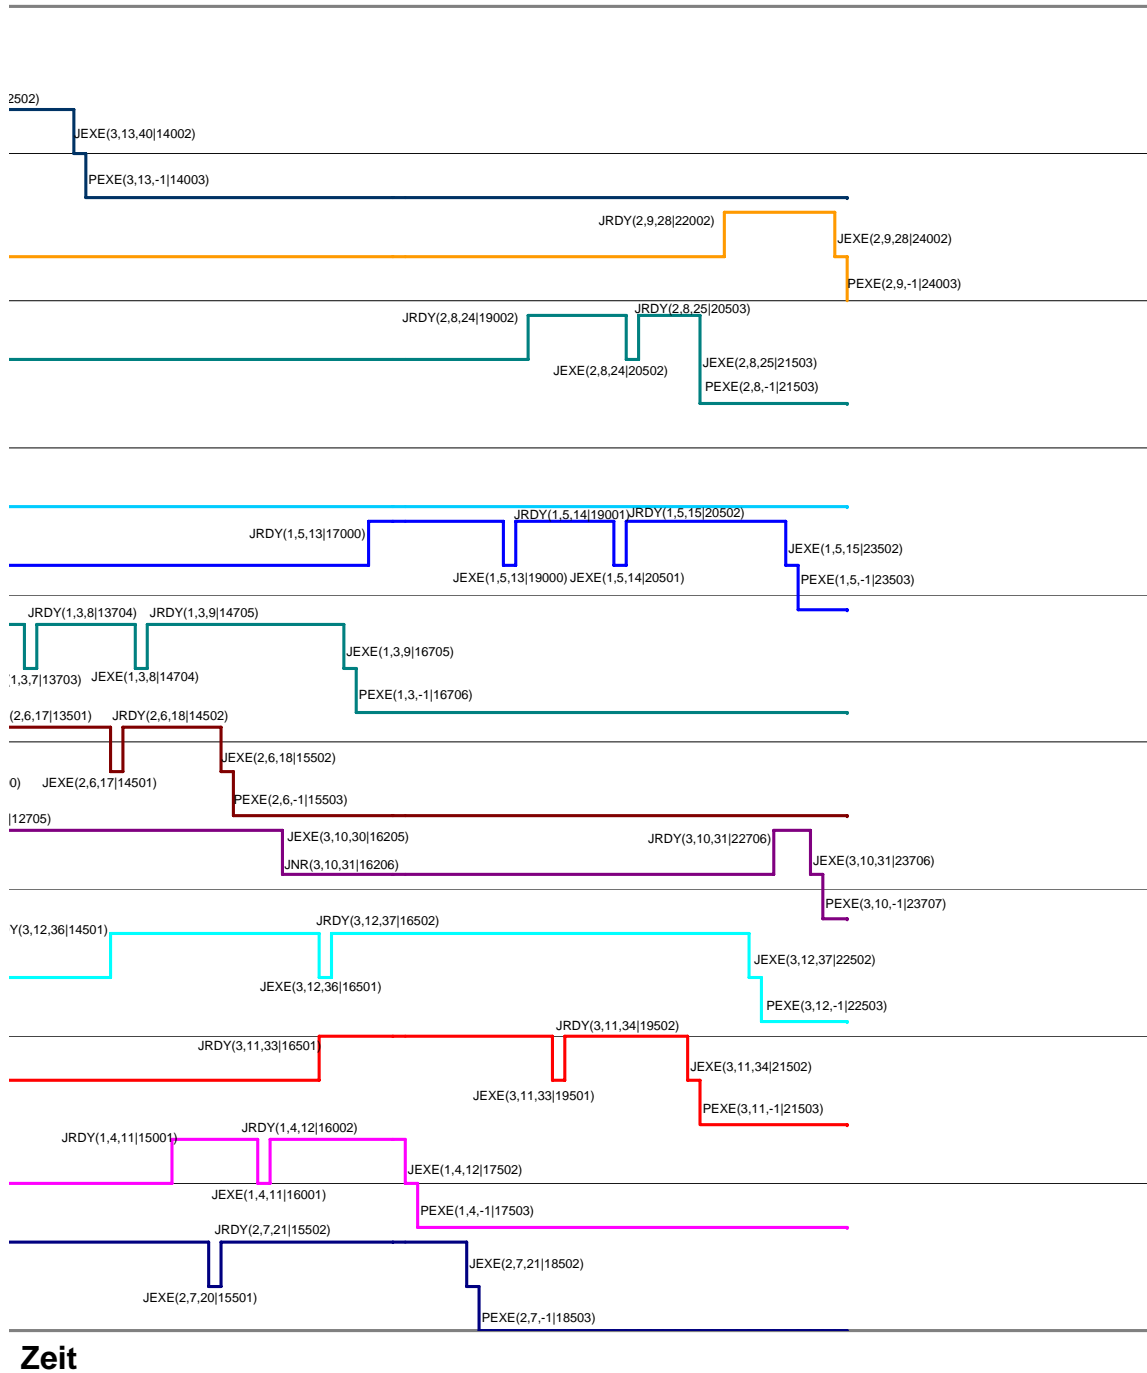 2502)
JEXE(3,13,40|14002)
PEXE(3,13,-1|14003)
JRDY(2,9,28|22002)
JEXE(2,9,28|24002)
PEXE(2,9,-1|24003)
JRDY(2,8,24|19002)
JRDY(2,8,25|20503)
JEXE(2,8,24|20502)
JEXE(2,8,25|21503)
PEXE(2,8,-1|21503)
JRDY(1,5,13|17000)
JRDY(1,5,14|19001)
JRDY(1,5,15|20502)
JEXE(1,5,13|19000)
JEXE(1,5,14|20501)
JEXE(1,5,15|23502)
PEXE(1,5,-1|23503)
JRDY(1,3,8|13704)
JRDY(1,3,9|14705)
1,3,7|13703)
JEXE(1,3,8|14704)
JEXE(1,3,9|16705)
PEXE(1,3,-1|16706)
(2,6,17|13501)
JRDY(2,6,18|14502)
JEXE(2,6,18|15502)
0)
JEXE(2,6,17|14501)
PEXE(2,6,-1|15503)
|12705)
JEXE(3,10,30|16205)
JNR(3,10,31|16206)
JRDY(3,10,31|22706)
JEXE(3,10,31|23706)
PEXE(3,10,-1|23707)
Y(3,12,36|14501)
JRDY(3,12,37|16502)
JEXE(3,12,36|16501)
JEXE(3,12,37|22502)
PEXE(3,12,-1|22503)
JRDY(3,11,33|16501)
JRDY(3,11,34|19502)
JEXE(3,11,33|19501)
JEXE(3,11,34|21502)
PEXE(3,11,-1|21503)
JRDY(1,4,11|15001)
JRDY(1,4,12|16002)
JEXE(1,4,11|16001)
JEXE(1,4,12|17502)
PEXE(1,4,-1|17503)
JRDY(2,7,21|15502)
JEXE(2,7,20|15501)
JEXE(2,7,21|18502)
PEXE(2,7,-1|18503)
Zeit